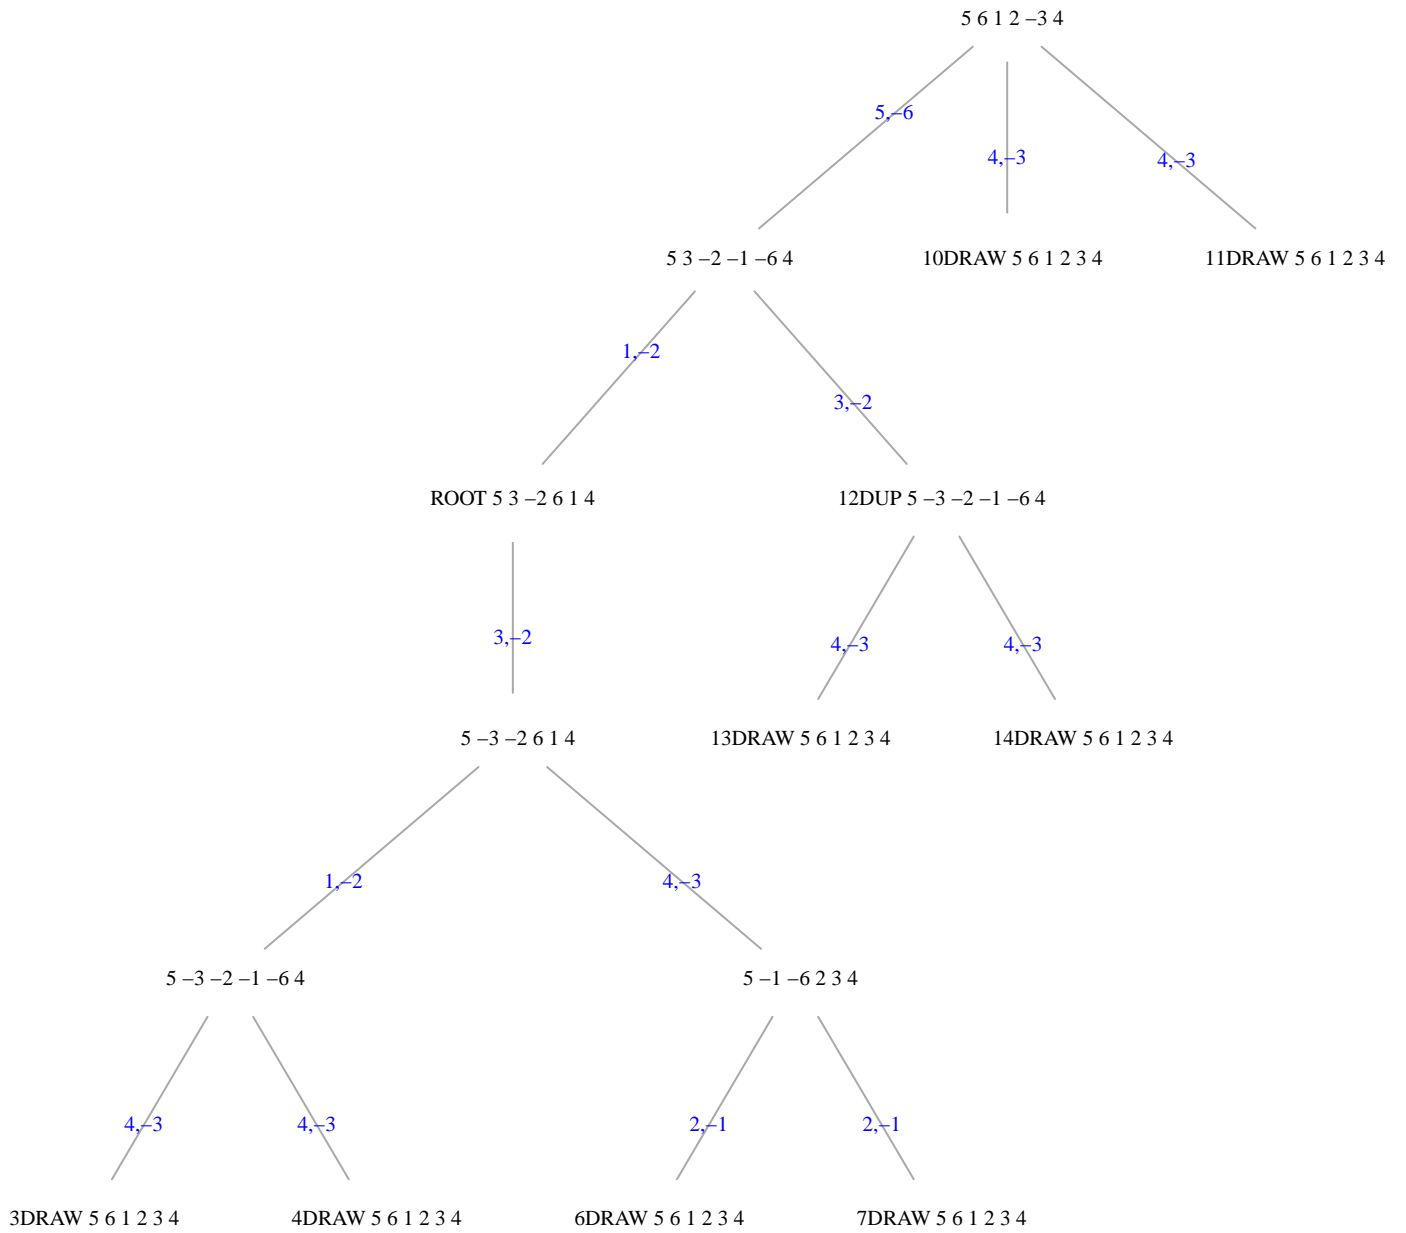 5 6 1 2 –3 4
5,–6
4,–3
4,–3
5 3 –2 –1 –6 4
10DRAW 5 6 1 2 3 4
11DRAW 5 6 1 2 3 4
1,–2
3,–2
ROOT 5 3 –2 6 1 4
12DUP 5 –3 –2 –1 –6 4
3,–2
4,–3
4,–3
5 –3 –2 6 1 4
13DRAW 5 6 1 2 3 4
14DRAW 5 6 1 2 3 4
1,–2
4,–3
5 –3 –2 –1 –6 4
5 –1 –6 2 3 4
4,–3
4,–3
2,–1
2,–1
3DRAW 5 6 1 2 3 4
4DRAW 5 6 1 2 3 4
6DRAW 5 6 1 2 3 4
7DRAW 5 6 1 2 3 4